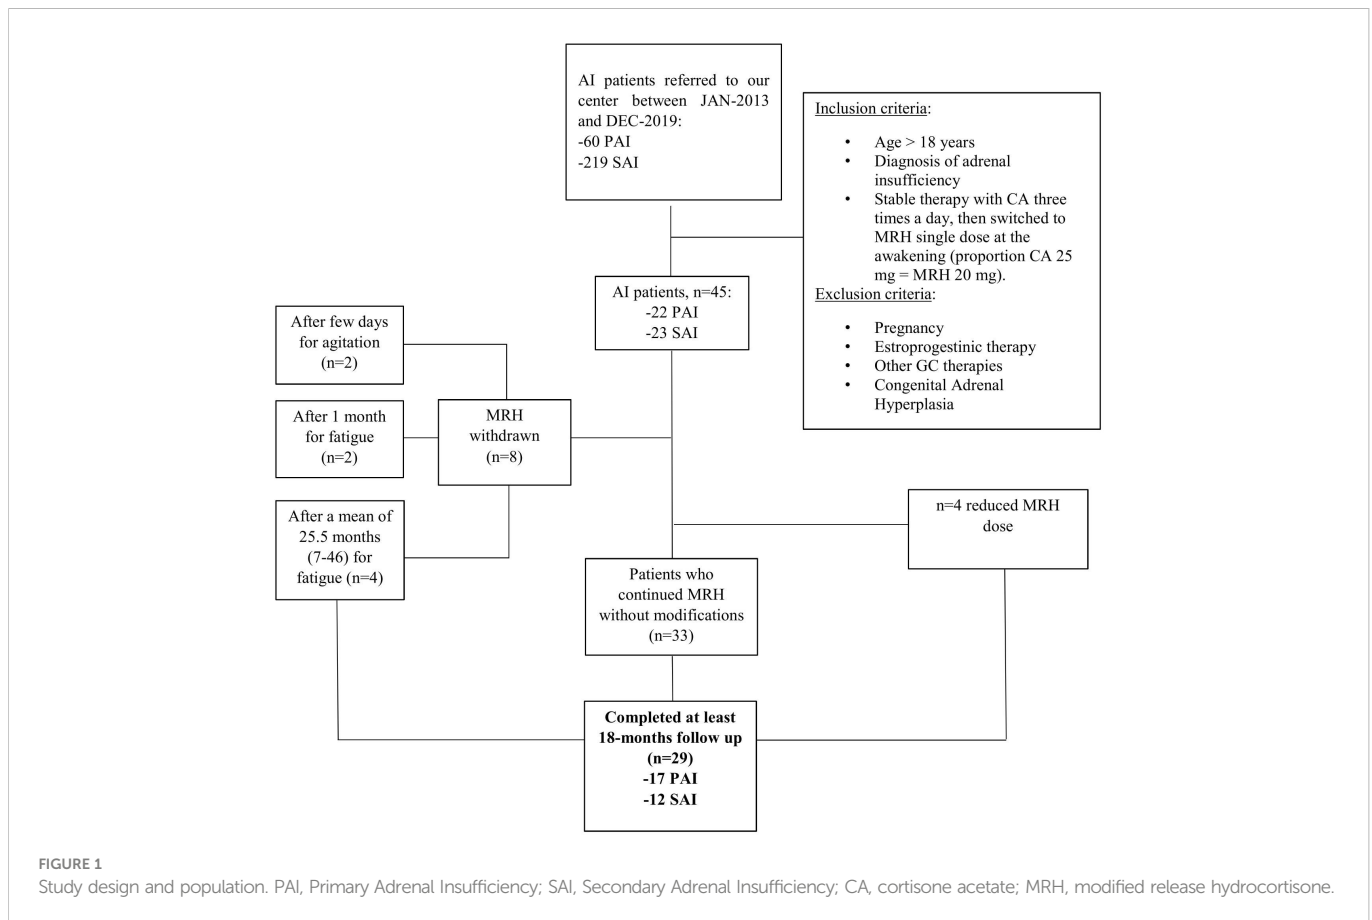 AI patients referred to our
center between JAN-2013
and DEC-2019:
-60 PAI
-219 SAI
Inclusion criteria:
• Age > 18 years
• Diagnosis of adrenal
insufficiency
• Stable therapy with CA three
times a day, then switched to
MRH single dose at the
awakening (proportion CA 25
mg = MRH 20 mg).
Exclusion criteria:
• Pregnancy
• Estroprogestinic therapy
• Other GC therapies
• Congenital Adrenal
Hyperplasia
AI patients, n=45:
-22 PAI
-23 SAI
After few days
for agitation
(n=2)
After 1 month
for fatigue
(n=2)
MRH
withdrawn
(n=8)
After a mean of
25.5 months
(7-46) for
fatigue (n=4)
n=4 reduced MRH
dose
Patients who
continued MRH
without modifications
(n=33)
Completed at least
18-months follow up
(n=29)
-17 PAI
-12 SAI
FIGURE 1
Study design and population. PAI, Primary Adrenal Insufficiency; SAI, Secondary Adrenal Insufficiency; CA, cortisone acetate; MRH, modified release hydrocortisone.